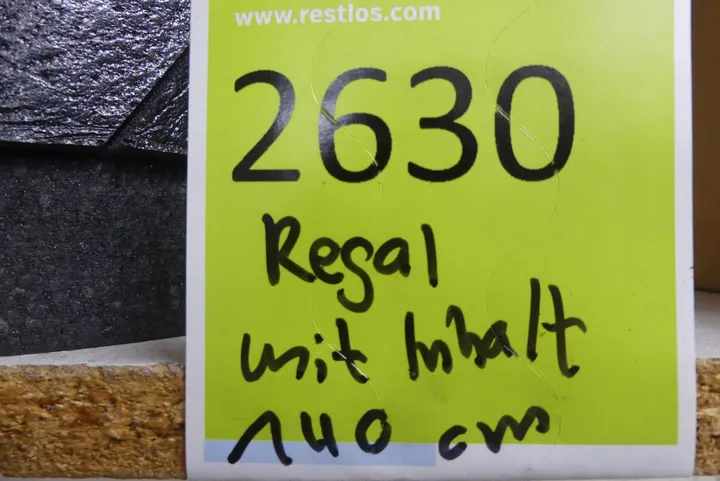 www.restlos.com
2630
Regal
mit Inhalt
140 cm